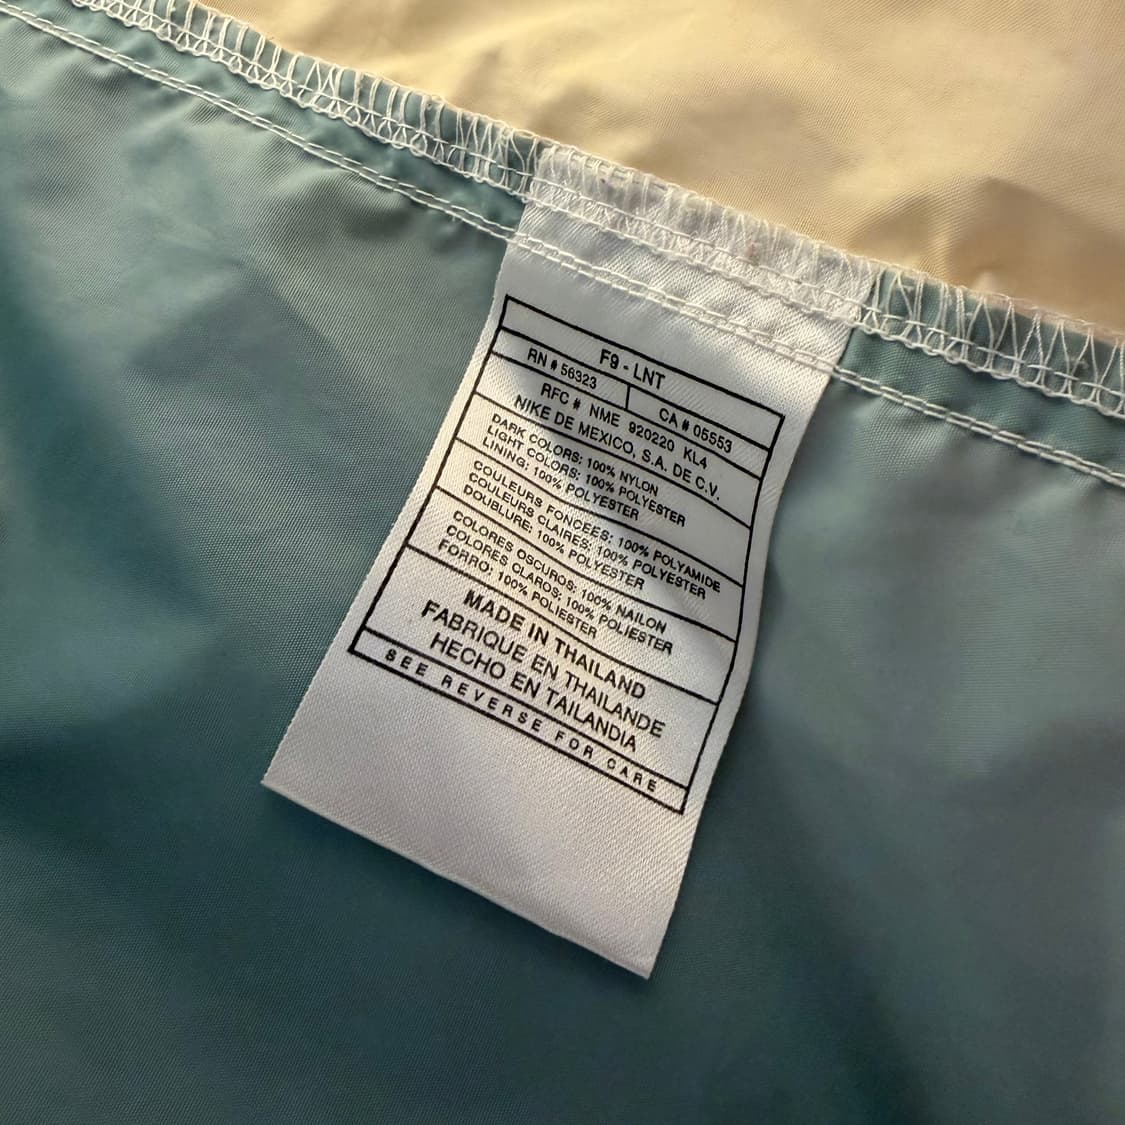 F9 - LNT
RN # 56323 CA # 05553
RFC # NME 920220 KL4
NIKE DE MEXICO, S.A. DE C.V.
DARK COLORS: 100% NYLON
LIGHT COLORS: 100% POLYESTER
LINING: 100% POLYESTER
COULEURS FONCEES: 100% POLYAMIDE
COULEURS CLAIRES: 100% POLYESTER
DOUBLURE: 100% POLYESTER
COLORES OSCUROS: 100% NAILON
COLORES CLAROS: 100% POLIESTER
FORRO: 100% POLIESTER
MADE IN THAILAND
FABRIQUE EN THAILANDE
HECHO EN TAILANDIA
SEE REVERSE FOR CARE